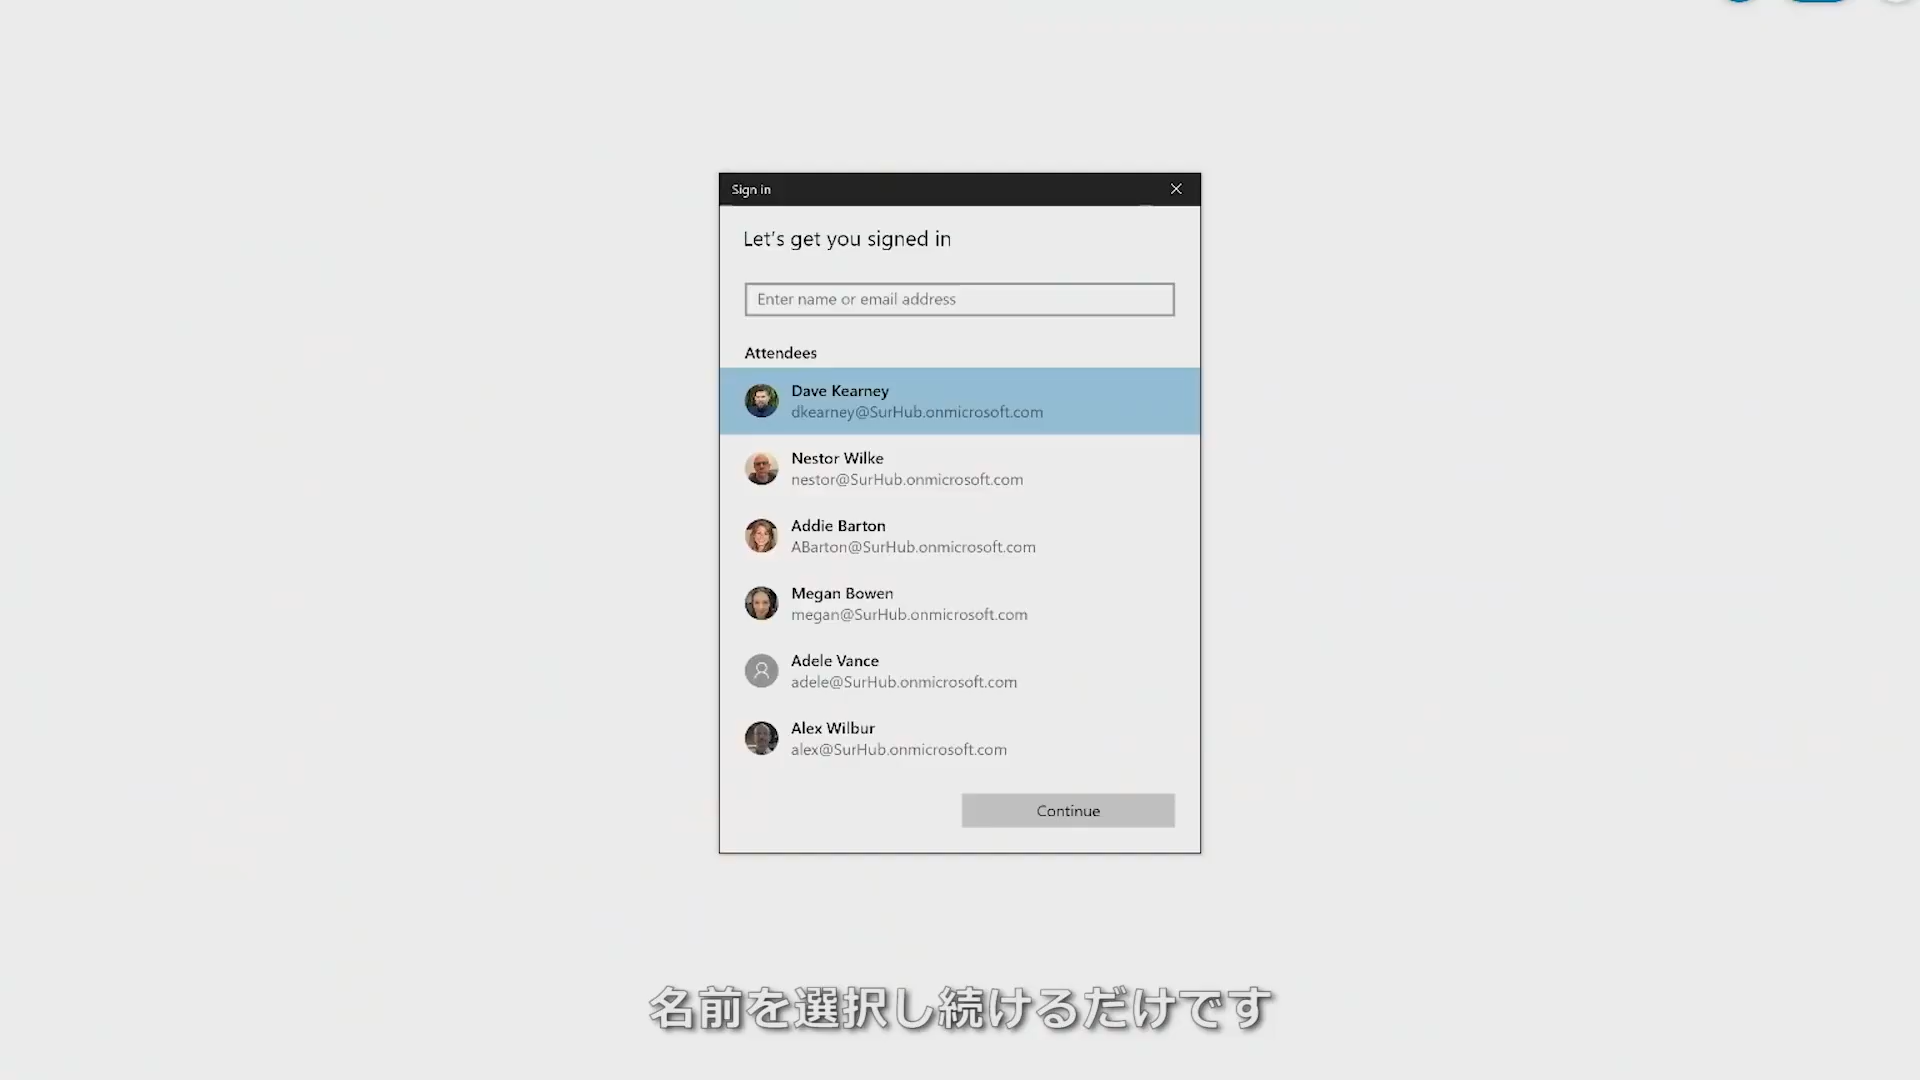 Sign in
Let's get you signed in
Enter name or email address
Attendees
Dave Kearney
dkearney@SurHub.onmicrosoft.com
Nestor Wilke
nestor@SurHub.onmicrosoft.com
Addie Barton
ABarton@SurHub.onmicrosoft.com
Megan Bowen
megan@SurHub.onmicrosoft.com
Adele Vance
adele@SurHub.onmicrosoft.com
Alex Wilbur
alex@SurHub.onmicrosoft.com
Continue
名前を選択し続けるだけです